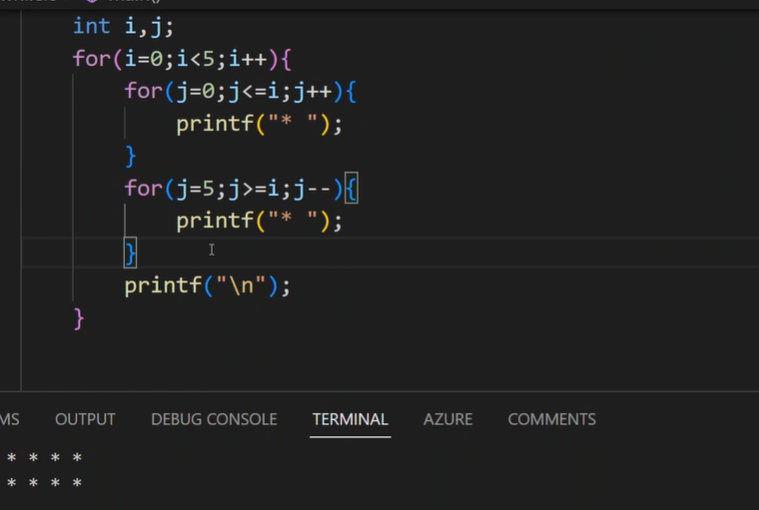 int i,j;
for(i=0;i<5;i++){
for(j=0;j<=i;j++){
printf("* ");
}
for(j=5;j>=i;j--){
printf("* ");
}
printf("\n");
}
MS OUTPUT DEBUG CONSOLE TERMINAL AZURE COMMENTS
* * * *
* * * *